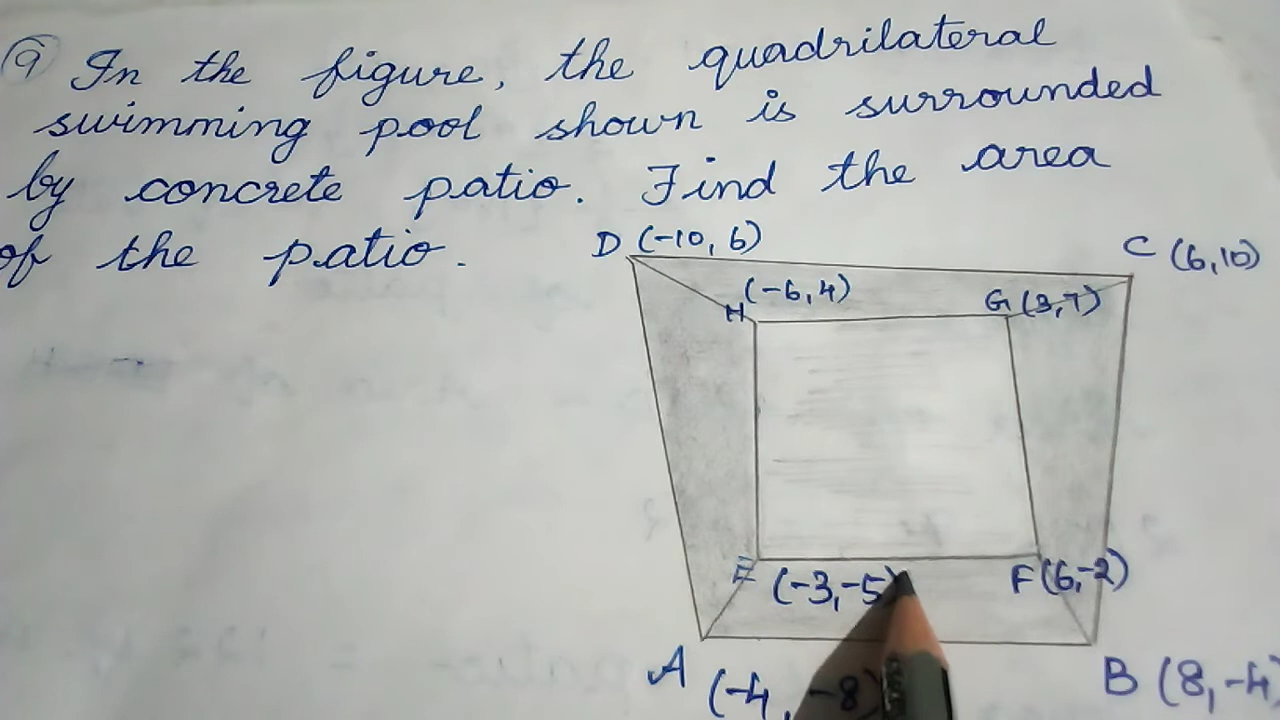 9 In the figure, the quadrilateral
swimming pool shown is surrounded
by concrete patio. Find the area
of the patio.
D (-10, 6)
C (6,10)
H (-6,4)
G (3,7)
E (-3,-5)
F (6,-2)
A (-4, -8)
B (8,-4)